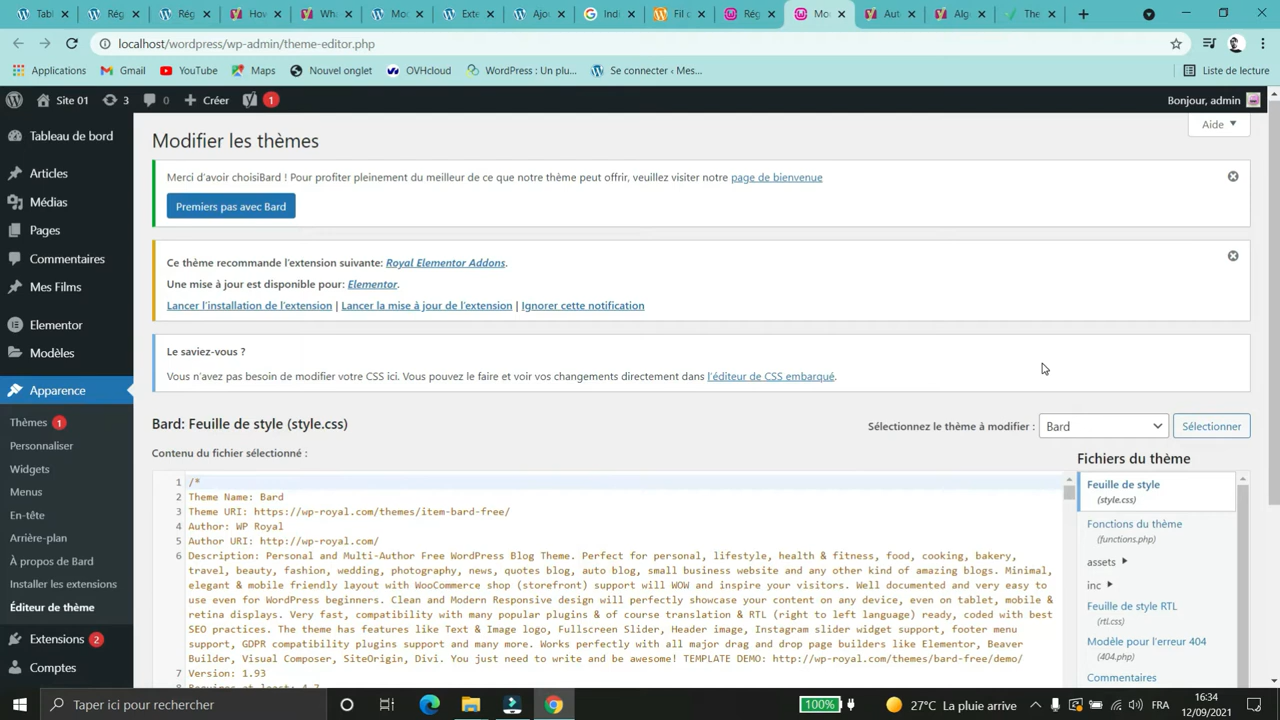 Tabl
Rég
Rég
Hov
Wh
Mo
Exte
Ajou
Indi
Fil d
Rég
Mo
Aut
Alg
The
localhost/wordpress/wp-admin/theme-editor.php
Applications
Gmail
YouTube
Maps
Nouvel onglet
OVHcloud
WordPress : Un plu...
Se connecter ‹ Mes...
Liste de lecture
Site 01
3
0
Créer
1
Bonjour, admin
Tableau de bord
Articles
Médias
Pages
Commentaires
Mes Films
Elementor
Modèles
Apparence
Thèmes 1
Personnaliser
Widgets
Menus
En-tête
Arrière-plan
À propos de Bard
Installer les extensions
Éditeur de thème
Extensions 2
Comptes
Aide
Modifier les thèmes
Merci d'avoir choisiBard ! Pour profiter pleinement du meilleur de ce que notre thème peut offrir, veuillez visiter notre page de bienvenue
Premiers pas avec Bard
Ce thème recommande l'extension suivante: Royal Elementor Addons.
Une mise à jour est disponible pour: Elementor.
Lancer l'installation de l'extension | Lancer la mise à jour de l'extension | Ignorer cette notification
Le saviez-vous ?
Vous n'avez pas besoin de modifier votre CSS ici. Vous pouvez le faire et voir vos changements directement dans l'éditeur de CSS embarqué.
Bard: Feuille de style (style.css)
Sélectionnez le thème à modifier : Bard Sélectionner
Contenu du fichier sélectionné :
1 /*
2 Theme Name: Bard
3 Theme URI: https://wp-royal.com/themes/item-bard-free/
4 Author: WP Royal
5 Author URI: http://wp-royal.com/
6 Description: Personal and Multi-Author Free WordPress Blog Theme. Perfect for personal, lifestyle, health & fitness, food, cooking, bakery,
travel, beauty, fashion, wedding, photography, news, quotes blog, auto blog, small business website and any other kind of amazing blogs. Minimal,
elegant & mobile friendly layout with WooCommerce shop (storefront) support will WOW and inspire your visitors. Well documented and very easy to
use even for WordPress beginners. Clean and Modern Responsive design will perfectly showcase your content on any device, even on tablet, mobile &
retina displays. Very fast, compatibility with many popular plugins & of course translation & RTL (right to left language) ready, coded with best
SEO practices. The theme has features like Text & Image logo, Fullscreen Slider, Header image, Instagram slider widget support, footer menu
support, GDPR compatibility plugins support and many more. Works perfectly with all major drag and drop page builders like Elementor, Beaver
Builder, Visual Composer, SiteOrigin, Divi. You just need to write and be awesome! TEMPLATE DEMO: http://wp-royal.com/themes/bard-free/demo/
7 Version: 1.93
8 Requires at least: 4.7
Fichiers du thème
Feuille de style
(style.css)
Fonctions du thème
(functions.php)
assets
inc
Feuille de style RTL
(rtl.css)
Modèle pour l'erreur 404
(404.php)
Commentaires
Taper ici pour rechercher
100%
27°C La pluie arrive
FRA
16:34
12/09/2021